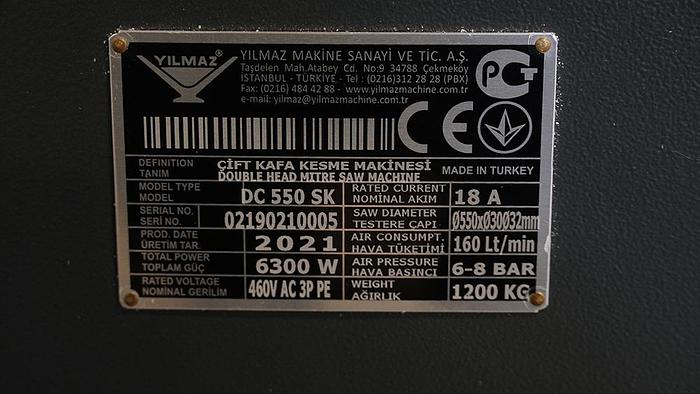 YILMAZ®
YILMAZ MAKİNE SANAYİ VE TİC. A.Ş.
Taşdelen Mah.Atabey Cd. No:9 34788 Çekmeköy
İSTANBUL - TÜRKİYE - Tel : (0216)312 28 28 (PBX)
Fax: (0216) 484 42 88 - www.yilmazmachine.com.tr
e-mail: yilmaz@yilmazmachine.com.tr
PCT
CE
DEFINITION
TANIM
ÇİFT KAFA KESME MAKİNESİ
DOUBLE HEAD MITRE SAW MACHINE
MADE IN TURKEY
MODEL TYPE
MODEL
DC 550 SK
RATED CURRENT
NOMİNAL AKIM
18 A
SERIAL NO.
SERİ NO.
02190210005
SAW DIAMETER
TESTERE ÇAPI
Ø550xØ30Ø32mm
PROD. DATE
ÜRETİM TAR.
2021
AIR CONSUMPT.
HAVA TÜKETİMİ
160 Lt/min
TOTAL POWER
TOPLAM GÜÇ
6300 W
AIR PRESSURE
HAVA BASINCI
6-8 BAR
RATED VOLTAGE
NOMİNAL GERİLİM
460V AC 3P PE
WEIGHT
AĞIRLIK
1200 KG